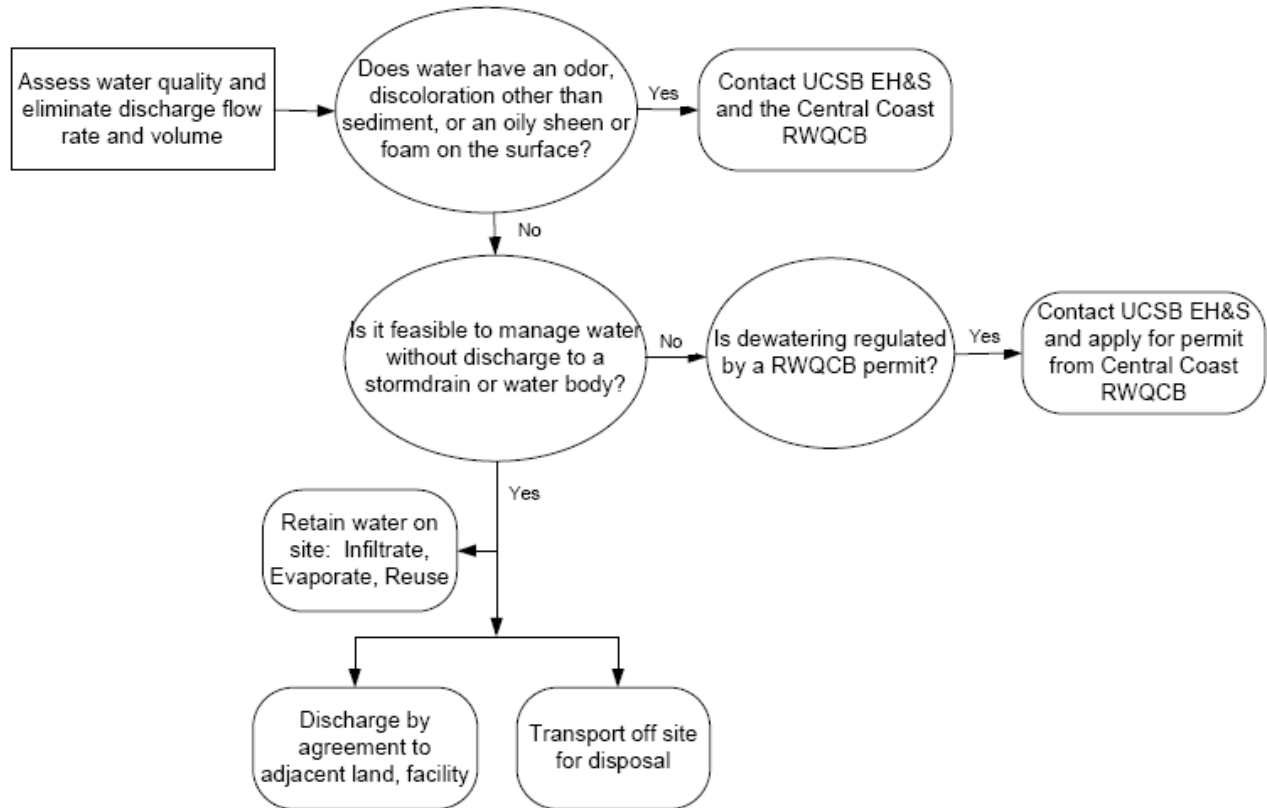 Assess water quality and
eliminate discharge flow
rate and volume
Does water have an odor,
discoloration other than
sediment, or an oily sheen or
foam on the surface?
Yes
Contact UCSB EH&S
and the Central Coast
RWQCB
No
Is it feasible to manage water
without discharge to a
stormdrain or water body?
No
Is dewatering regulated
by a RWQCB permit?
Yes
Contact UCSB EH&S
and apply for permit
from Central Coast
RWQCB
Yes
Retain water on
site: Infiltrate,
Evaporate, Reuse
Discharge by
agreement to
adjacent land, facility
Transport off site
for disposal